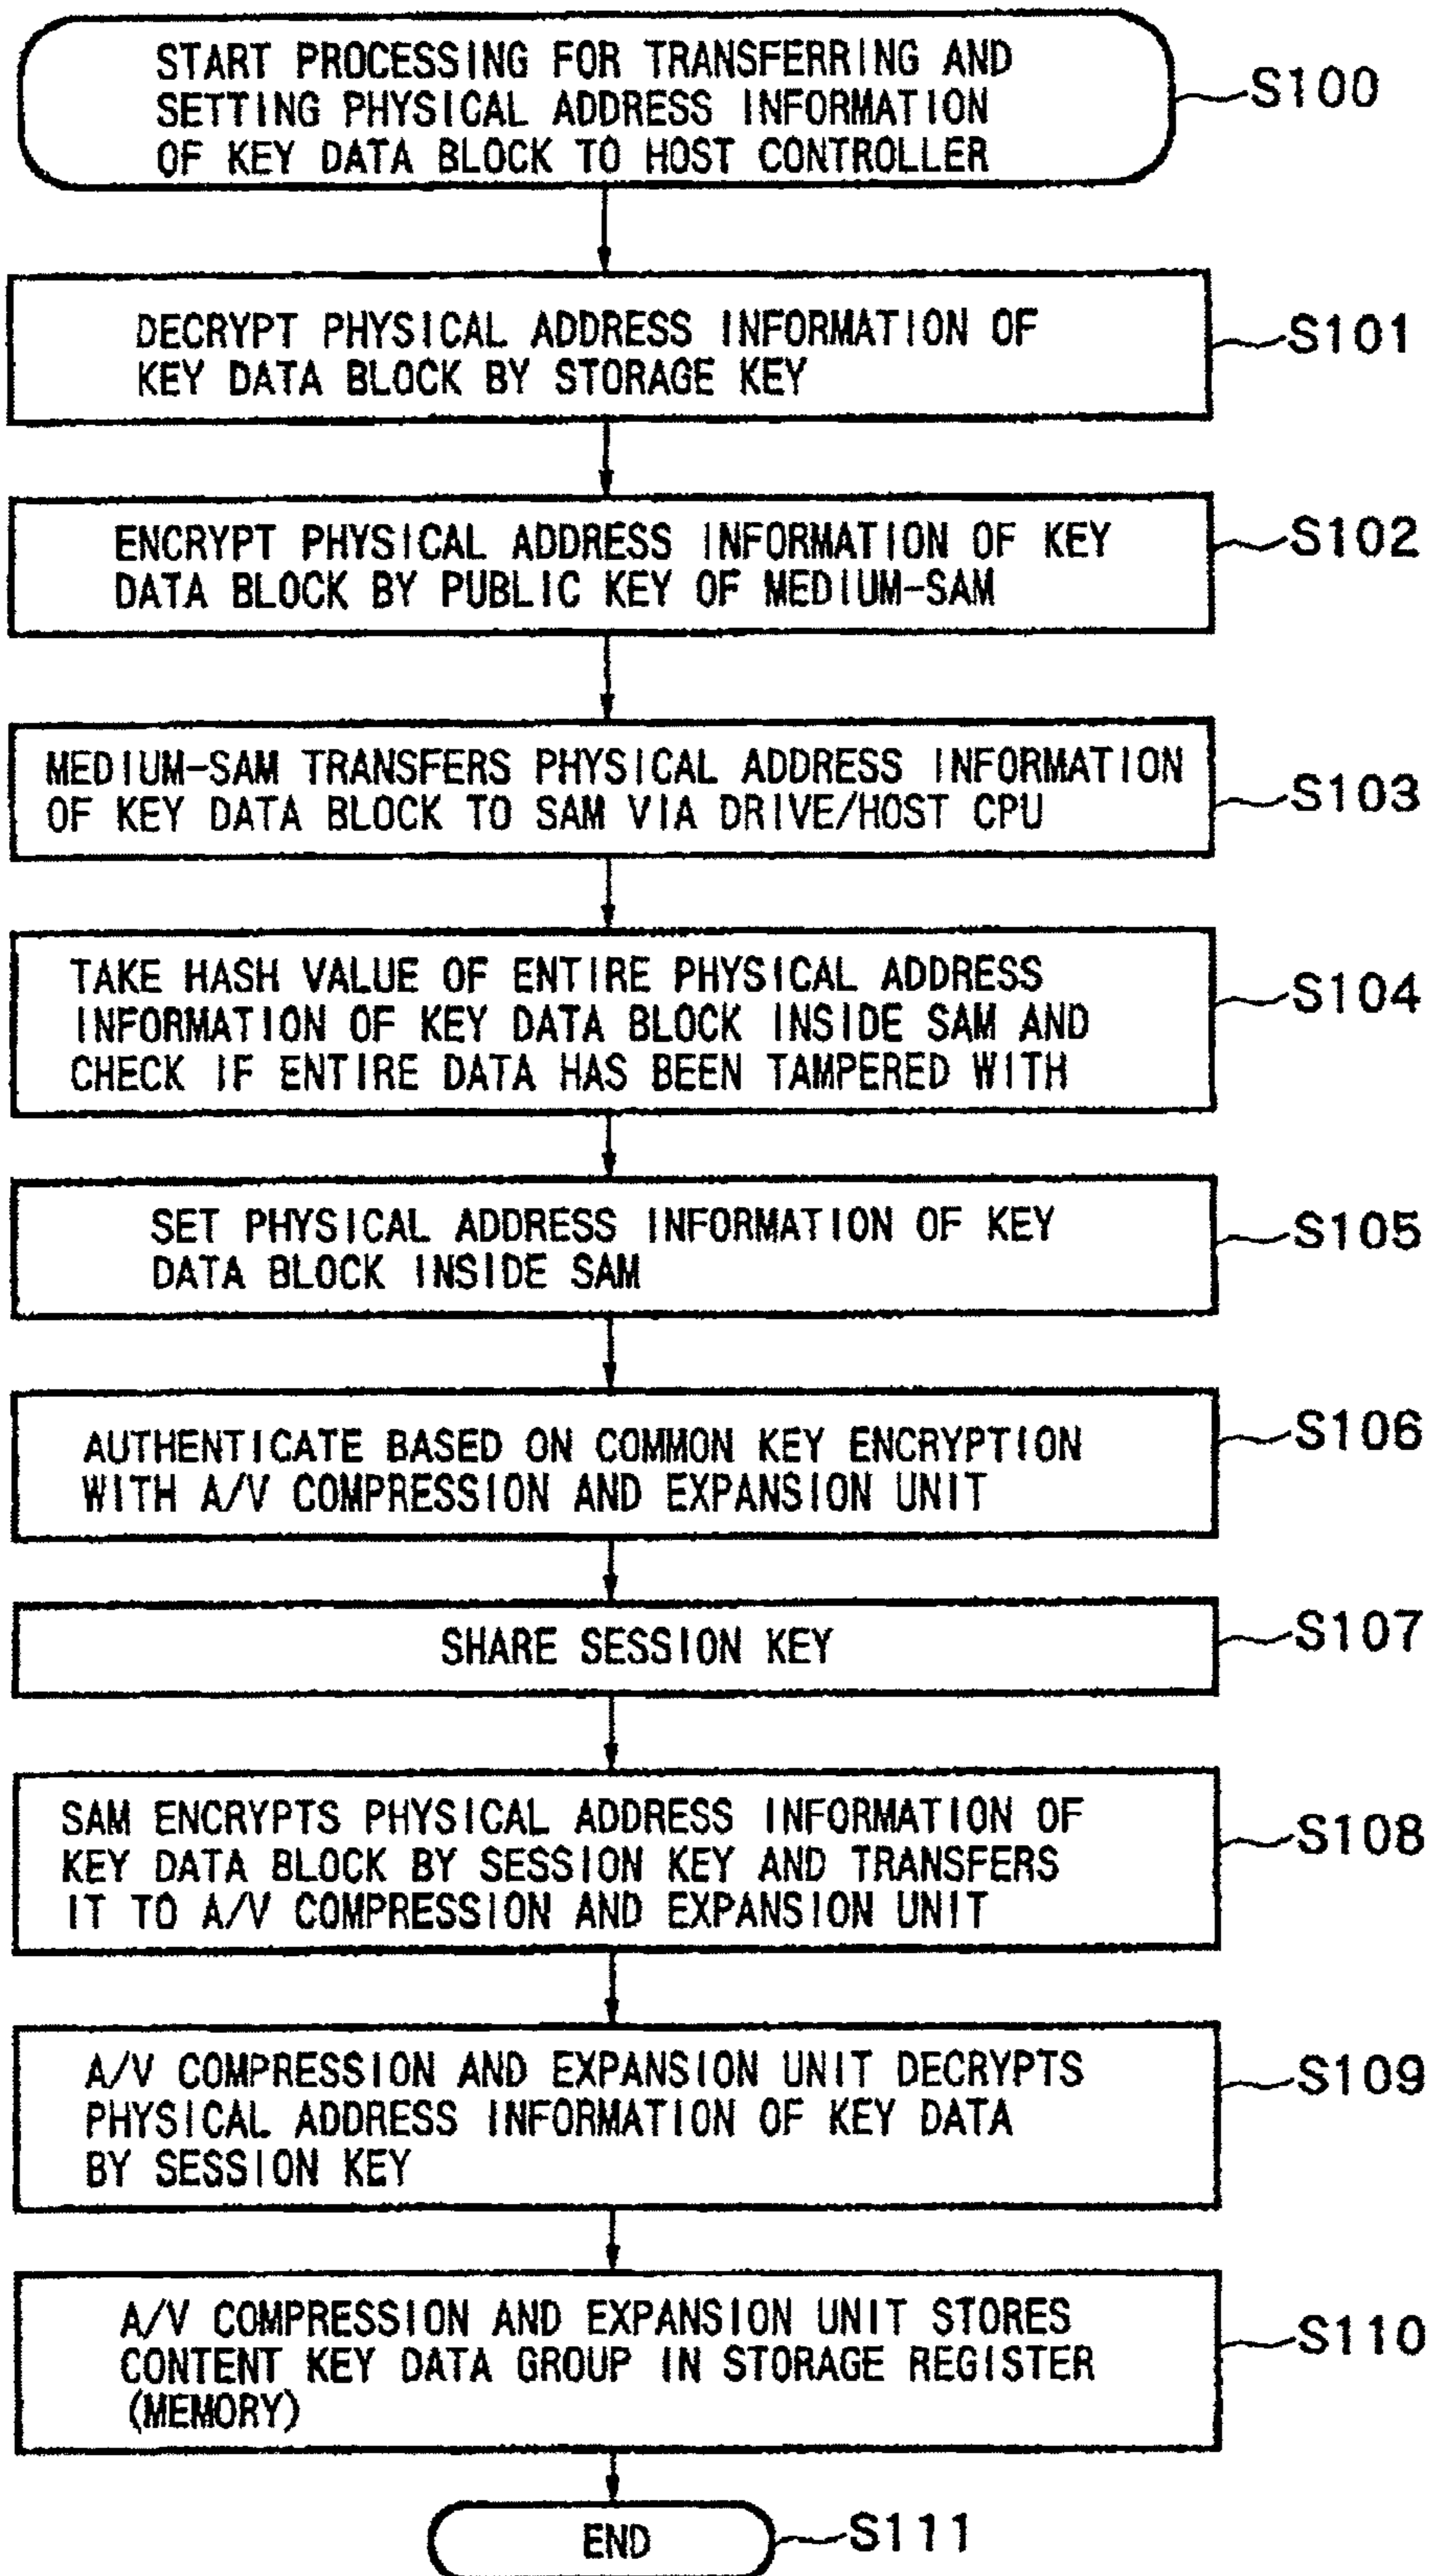 START PROCESSING FOR TRANSFERRING AND
SETTING PHYSICAL ADDRESS INFORMATION
OF KEY DATA BLOCK TO HOST CONTROLLER
S100
DECRYPT PHYSICAL ADDRESS INFORMATION OF
KEY DATA BLOCK BY STORAGE KEY
S101
ENCRYPT PHYSICAL ADDRESS INFORMATION OF KEY
DATA BLOCK BY PUBLIC KEY OF MEDIUM-SAM
S102
MEDIUM-SAM TRANSFERS PHYSICAL ADDRESS INFORMATION
OF KEY DATA BLOCK TO SAM VIA DRIVE/HOST CPU
S103
TAKE HASH VALUE OF ENTIRE PHYSICAL ADDRESS
INFORMATION OF KEY DATA BLOCK INSIDE SAM AND
CHECK IF ENTIRE DATA HAS BEEN TAMPERED WITH
S104
SET PHYSICAL ADDRESS INFORMATION OF KEY
DATA BLOCK INSIDE SAM
S105
AUTHENTICATE BASED ON COMMON KEY ENCRYPTION
WITH A/V COMPRESSION AND EXPANSION UNIT
S106
SHARE SESSION KEY
S107
SAM ENCRYPTS PHYSICAL ADDRESS INFORMATION OF
KEY DATA BLOCK BY SESSION KEY AND TRANSFERS
IT TO A/V COMPRESSION AND EXPANSION UNIT
S108
A/V COMPRESSION AND EXPANSION UNIT DECRYPTS
PHYSICAL ADDRESS INFORMATION OF KEY DATA
BY SESSION KEY
S109
A/V COMPRESSION AND EXPANSION UNIT STORES
CONTENT KEY DATA GROUP IN STORAGE REGISTER
(MEMORY)
S110
END
S111